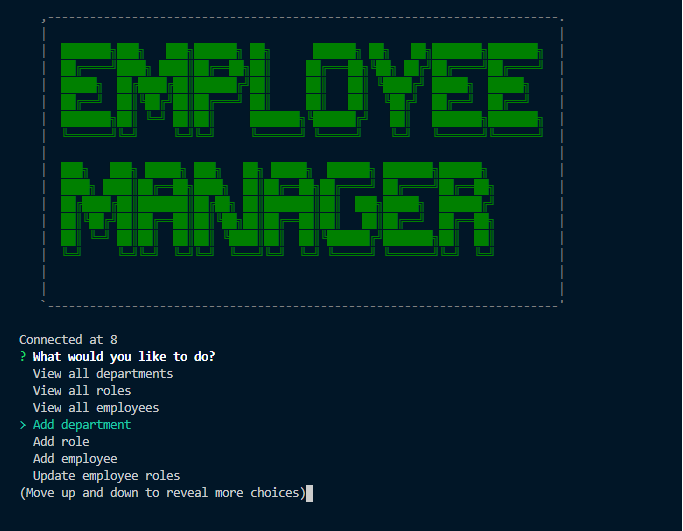 EMPLOYEE
MANAGER
Connected at 8
? What would you like to do?
View all departments
View all roles
View all employees
> Add department
Add role
Add employee
Update employee roles
(Move up and down to reveal more choices)